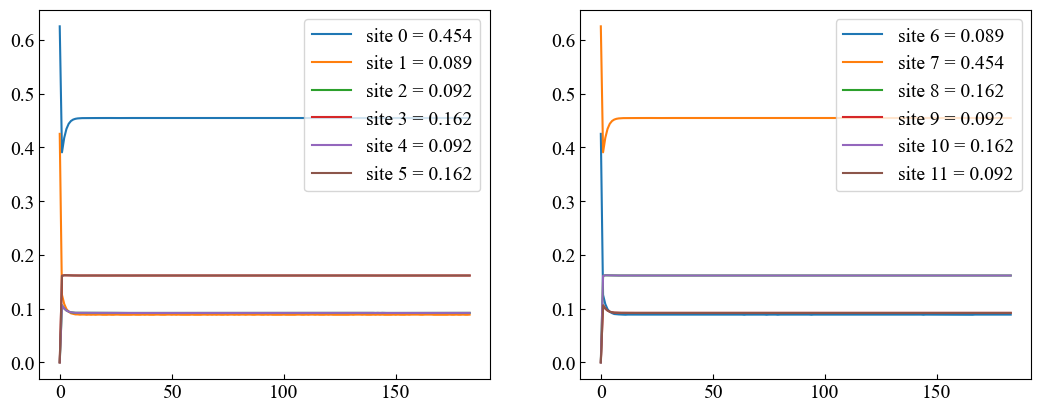 0.6
0.5
0.4
0.3
0.2
0.1
0.0
0
50
100
150
site 0 = 0.454
site 1 = 0.089
site 2 = 0.092
site 3 = 0.162
site 4 = 0.092
site 5 = 0.162
0.6
0.5
0.4
0.3
0.2
0.1
0.0
0
50
100
150
site 6 = 0.089
site 7 = 0.454
site 8 = 0.162
site 9 = 0.092
site 10 = 0.162
site 11 = 0.092